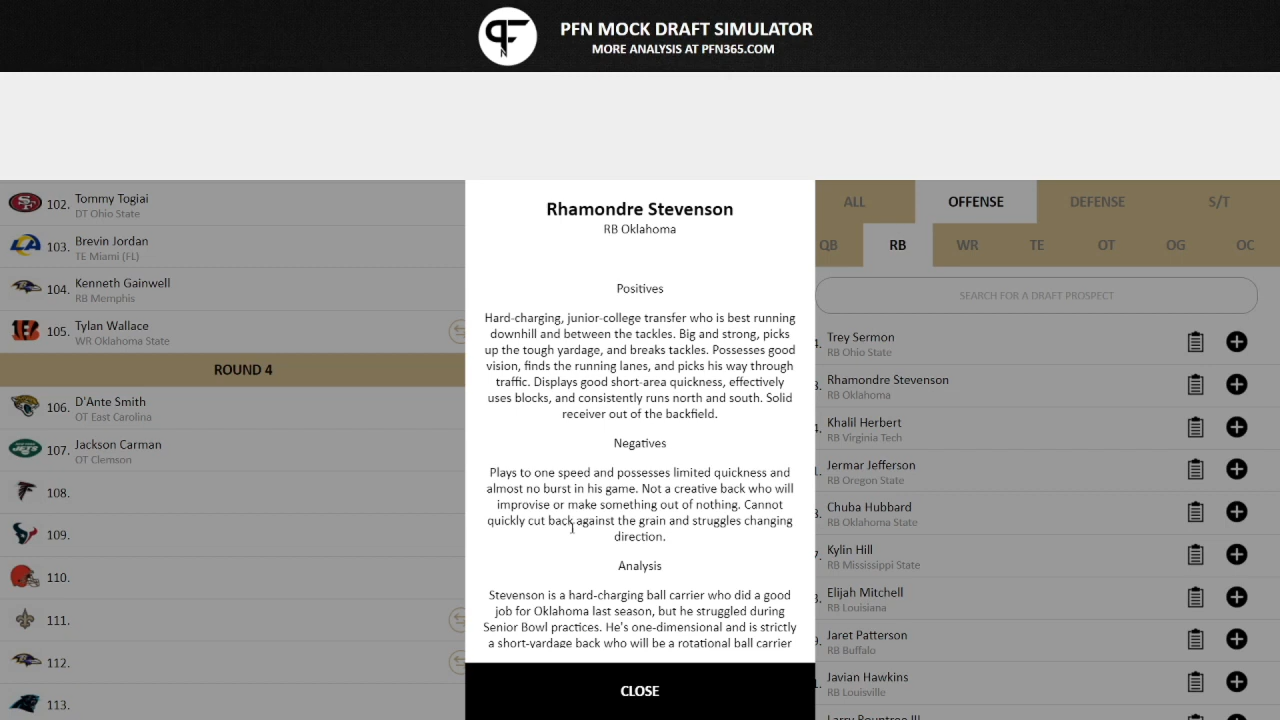 PFN MOCK DRAFT SIMULATOR
MORE ANALYSIS AT PFN365.COM
102. Tommy Togiai
DT Ohio State
103. Brevin Jordan
TE Miami (FL)
104. Kenneth Gainwell
RB Memphis
105. Tylan Wallace
WR Oklahoma State
ROUND 4
106. D'Ante Smith
OT East Carolina
107. Jackson Carman
OT Clemson
108.
109.
110.
111.
112.
113.
Rhamondre Stevenson
RB Oklahoma
Positives
Hard-charging, junior-college transfer who is best running
downhill and between the tackles. Big and strong, picks
up the tough yardage, and breaks tackles. Possesses good
vision, finds the running lanes, and picks his way through
traffic. Displays good short-area quickness, effectively
uses blocks, and consistently runs north and south. Solid
receiver out of the backfield.
Negatives
Plays to one speed and possesses limited quickness and
almost no burst in his game. Not a creative back who will
improvise or make something out of nothing. Cannot
quickly cut back against the grain and struggles changing
direction.
Analysis
Stevenson is a hard-charging ball carrier who did a good
job for Oklahoma last season, but he struggled during
Senior Bowl practices. He's one-dimensional and is strictly
a short-yardage back who will be a rotational ball carrier
CLOSE
ALL OFFENSE DEFENSE S/T
QB RB WR TE OT OG OC
SEARCH FOR A DRAFT PROSPECT
Trey Sermon
RB Ohio State
Rhamondre Stevenson
RB Oklahoma
Khalil Herbert
RB Virginia Tech
Jermar Jefferson
RB Oregon State
Chuba Hubbard
RB Oklahoma State
Kylin Hill
RB Mississippi State
Elijah Mitchell
RB Louisiana
Jaret Patterson
RB Buffalo
Javian Hawkins
RB Louisville
Larry Rountree III